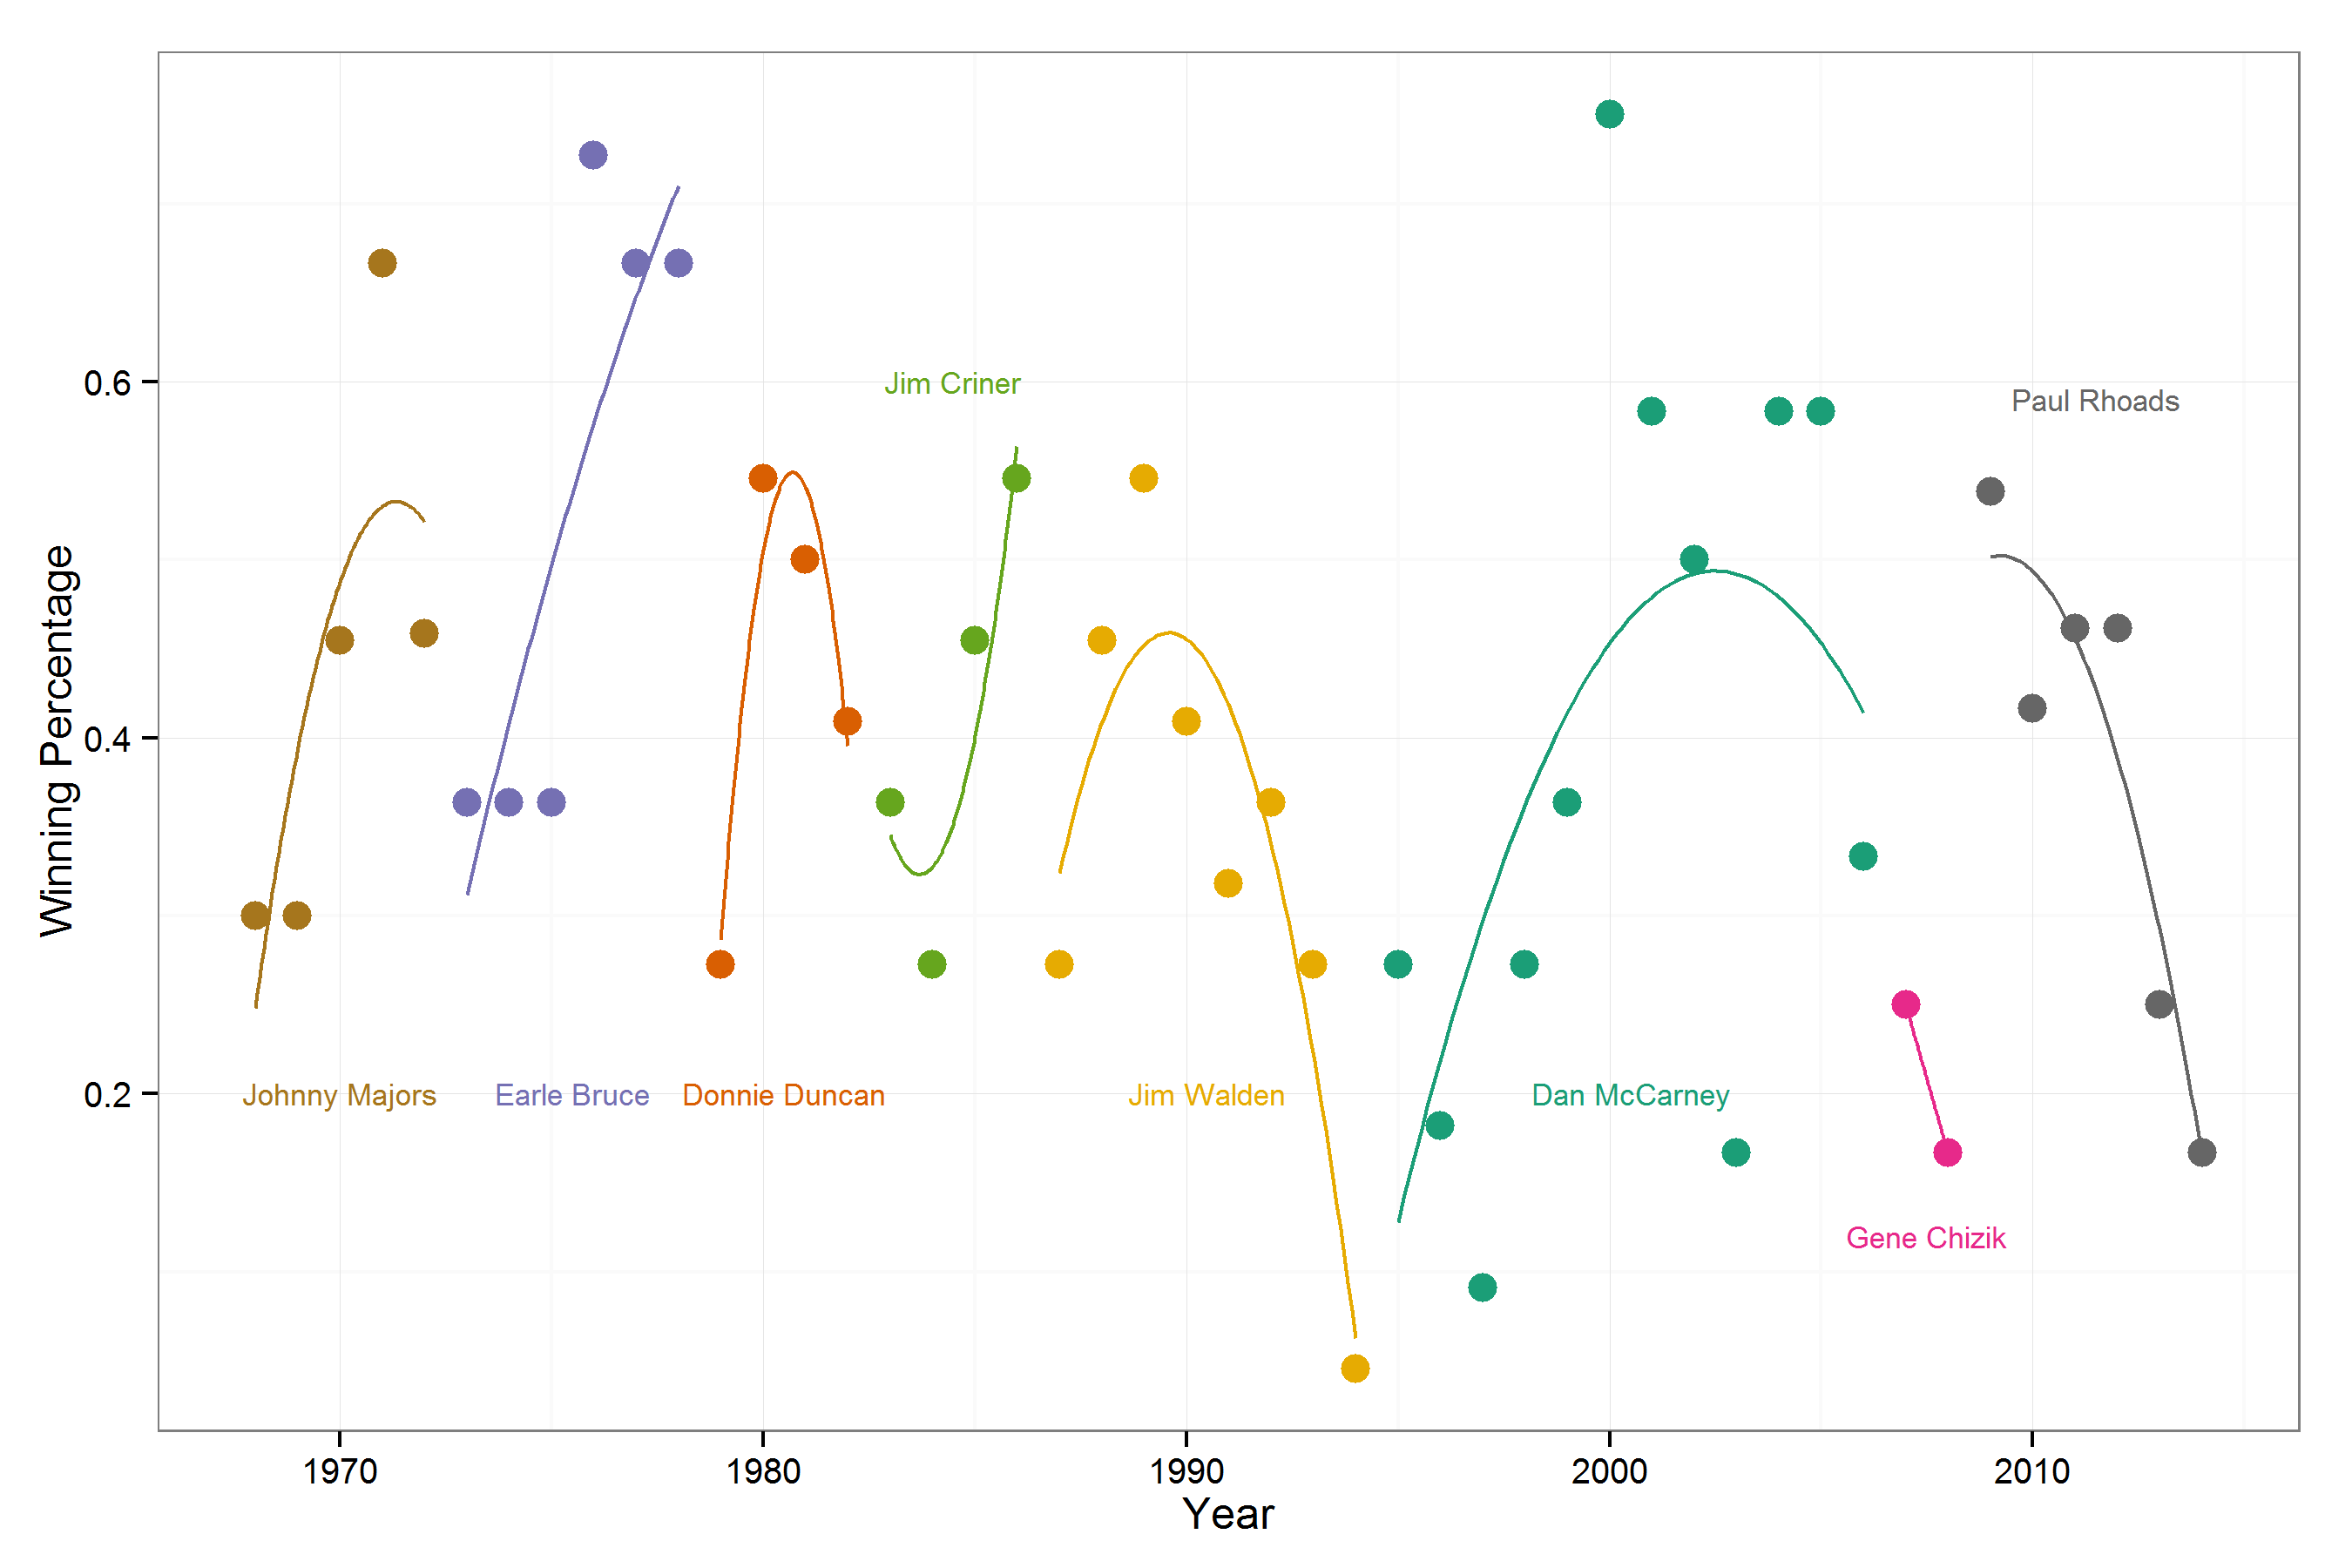 Winning Percentage
0.6
0.4
0.2
Jim Criner
Paul Rhoads
Johnny Majors
Earle Bruce
Donnie Duncan
Jim Walden
Dan McCarney
Gene Chizik
1970
1980
1990
2000
2010
Year